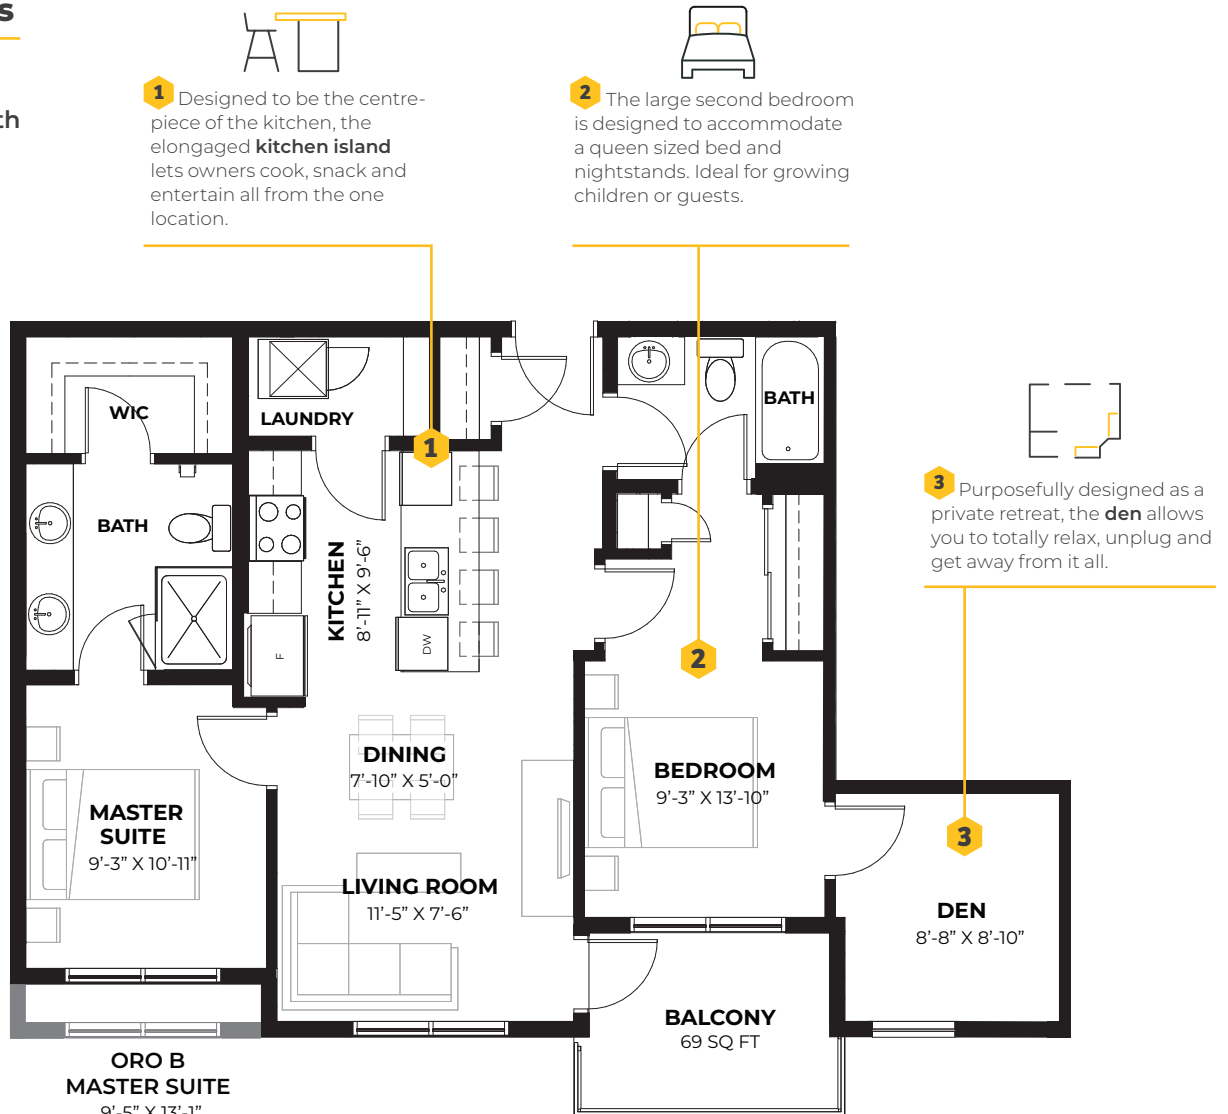 s
th
1 Designed to be the centre-
piece of the kitchen, the
elongaged kitchen island
lets owners cook, snack and
entertain all from the one
location.
2 The large second bedroom
is designed to accommodate
a queen sized bed and
nightstands. Ideal for growing
children or guests.
3 Purposefully designed as a
private retreat, the den allows
you to totally relax, unplug and
get away from it all.
WIC
LAUNDRY
1
BATH
BATH
KITCHEN
8’-11” X 9’-6”
F
DW
2
DINING
7’-10” X 5’-0”
BEDROOM
9’-3” X 13’-10”
MASTER
SUITE
9’-3” X 10’-11”
3
LIVING ROOM
11’-5” X 7’-6”
DEN
8’-8” X 8’-10”
BALCONY
69 SQ FT
ORO B
MASTER SUITE
9’-5” X 13’-1”